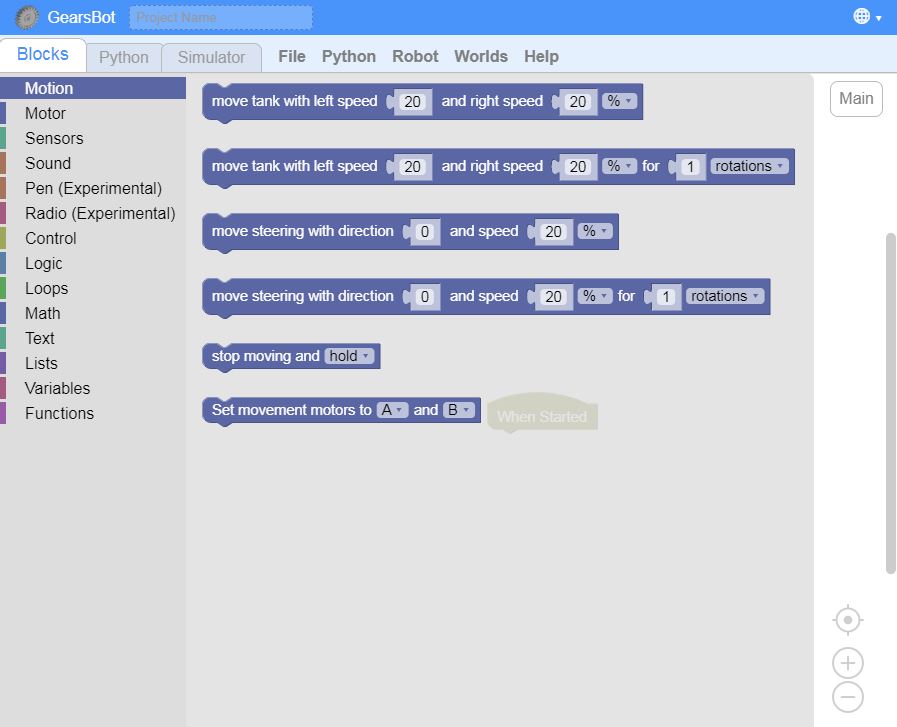 GearsBot Project Name
Blocks Python Simulator File Python Robot Worlds Help
Motion
Motor
Sensors
Sound
Pen (Experimental)
Radio (Experimental)
Control
Logic
Loops
Math
Text
Lists
Variables
Functions
move tank with left speed 20 and right speed 20 %
move tank with left speed 20 and right speed 20 % for 1 rotations
move steering with direction 0 and speed 20 %
move steering with direction 0 and speed 20 % for 1 rotations
stop moving and hold
Set movement motors to A and B
When Started
Main